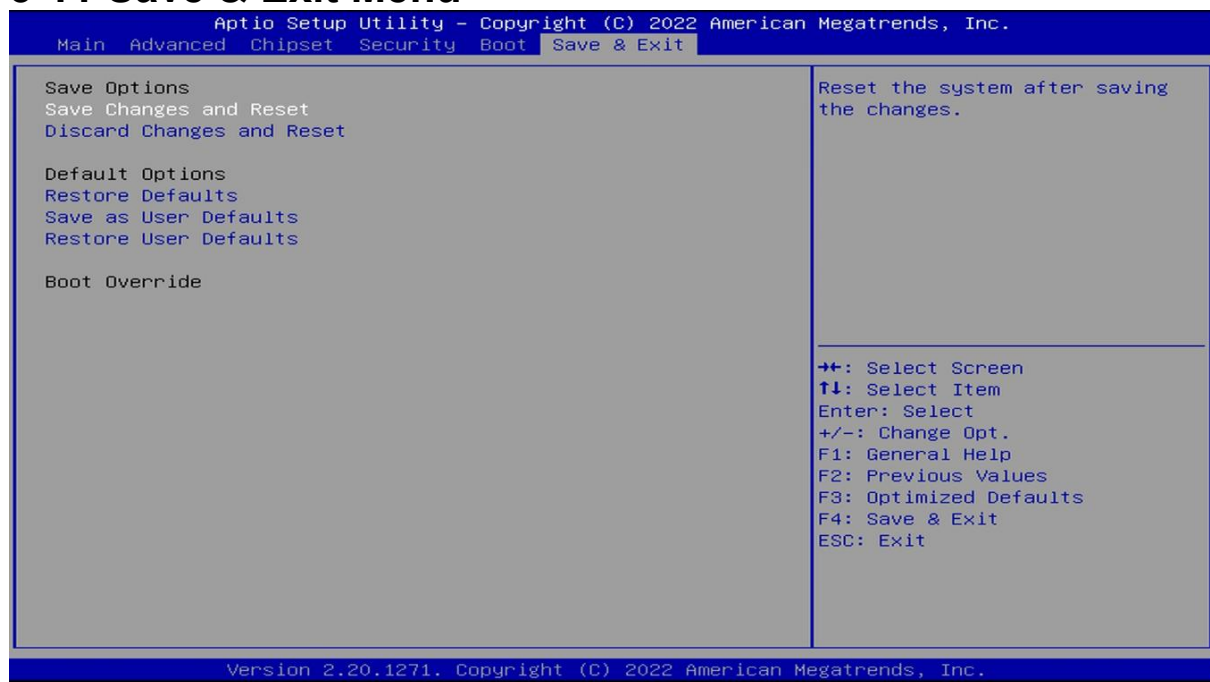 Aptio Setup Utility – Copyright (C) 2022 American Megatrends, Inc.
Main Advanced Chipset Security Boot Save & Exit
Save Options
Save Changes and Reset
Discard Changes and Reset
Default Options
Restore Defaults
Save as User Defaults
Restore User Defaults
Boot Override
Reset the system after saving
the changes.
→←: Select Screen
↑↓: Select Item
Enter: Select
+/-: Change Opt.
F1: General Help
F2: Previous Values
F3: Optimized Defaults
F4: Save & Exit
ESC: Exit
Version 2.20.1271. Copyright (C) 2022 American Megatrends, Inc.